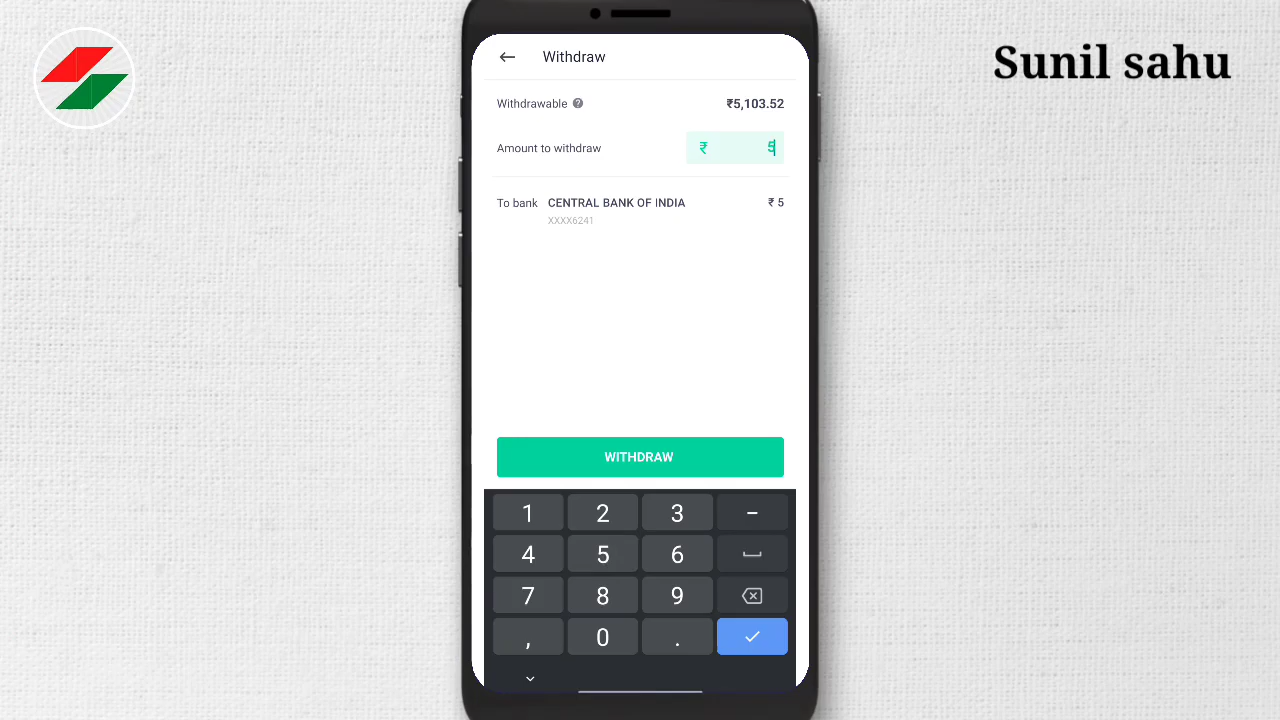 Sunil sahu
Withdraw
Withdrawable ? ₹5,103.52
Amount to withdraw ₹ 5
To bank CENTRAL BANK OF INDIA ₹ 5
XXXX6241
WITHDRAW
1 2 3 –
4 5 6
7 8 9
, 0 .